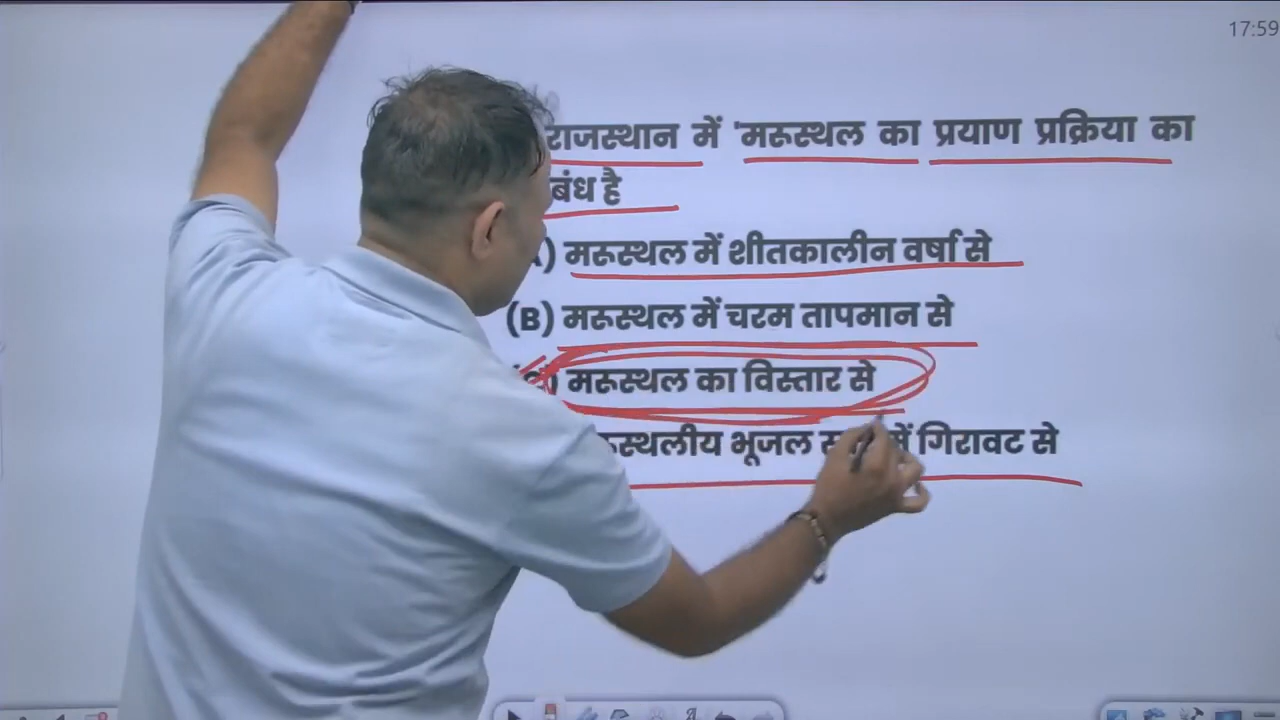 17:59
राजस्थान में 'मरूस्थल का प्रयाण प्रक्रिया का
है
मरूस्थल में शीतकालीन वर्षा से
(B) मरूस्थल में चरम तापमान से
मरूस्थल का विस्तार से
भूजल गिरावट से